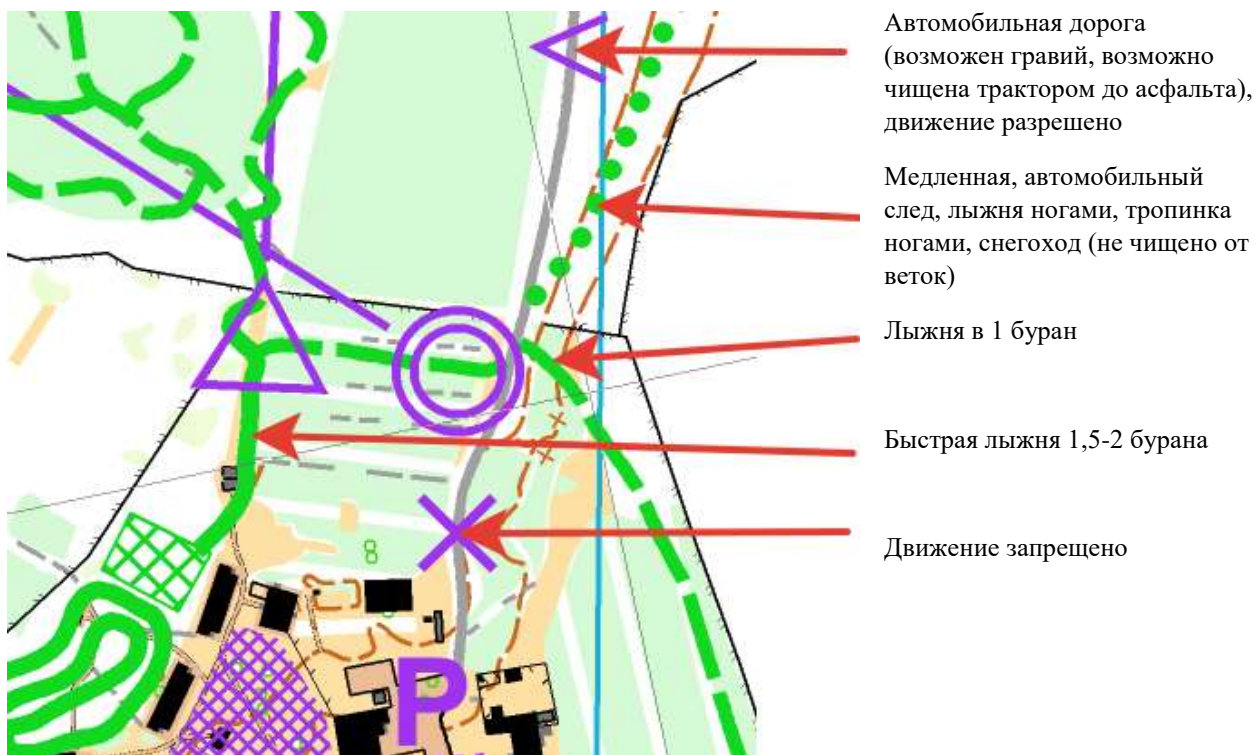 Автомобильная дорога
(возможен гравий, возможно
чищена трактором до асфальта),
движение разрешено
Медленная, автомобильный
след, лыжня ногами, тропинка
ногами, снегоход (не чищено от
веток)
Лыжня в 1 буран
Быстрая лыжня 1,5-2 бурана
Движение запрещено
P